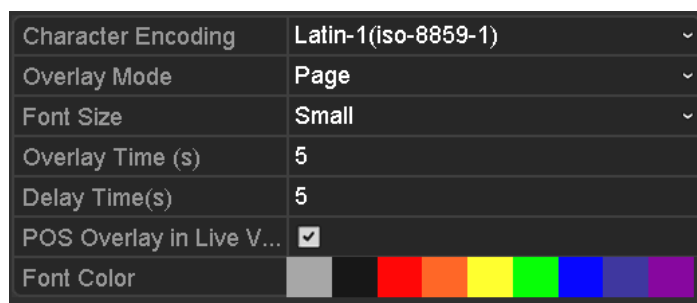 Character Encoding Latin-1(iso-8859-1)
Overlay Mode Page
Font Size Small
Overlay Time (s) 5
Delay Time(s) 5
POS Overlay in Live V...
Font Color